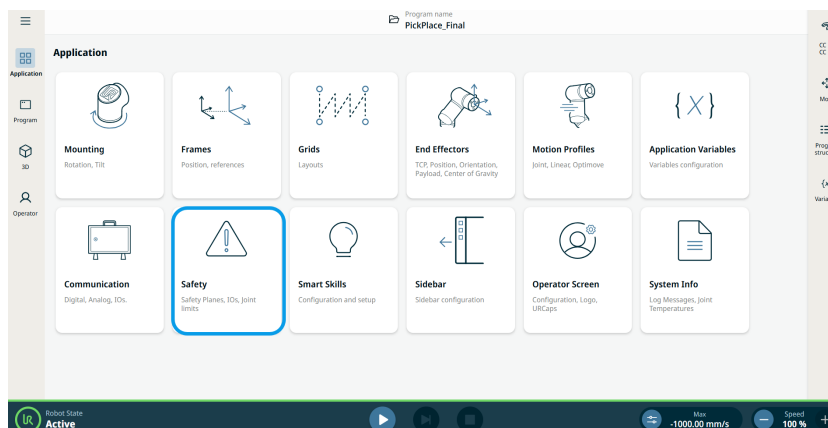 Program name
PickPlace_Final
Application
Application
Program
3D
Operator
Mounting
Rotation, Tilt
Frames
Position, references
Grids
Layouts
End Effectors
TCP, Position, Orientation,
Payload, Center of Gravity
Motion Profiles
Joint, Linear, Optimove
{X}
Application Variables
Variables configuration
Communication
Digital, Analog, IOs.
Safety
Safety Planes, IOs, Joint
limits
Smart Skills
Configuration and setup
Sidebar
Sidebar configuration
Operator Screen
Configuration, Logo,
URCaps
System Info
Log Messages, Joint
Temperatures
CC
CC
Robot State
Active
Max
-1000.00 mm/s
Speed
100 %